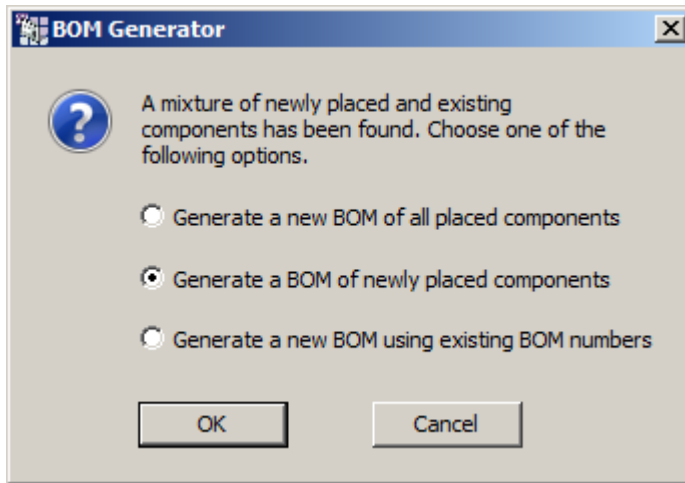 BOM Generator
A mixture of newly placed and existing
components has been found. Choose one of the
following options.
Generate a new BOM of all placed components
Generate a BOM of newly placed components
Generate a new BOM using existing BOM numbers
OK
Cancel